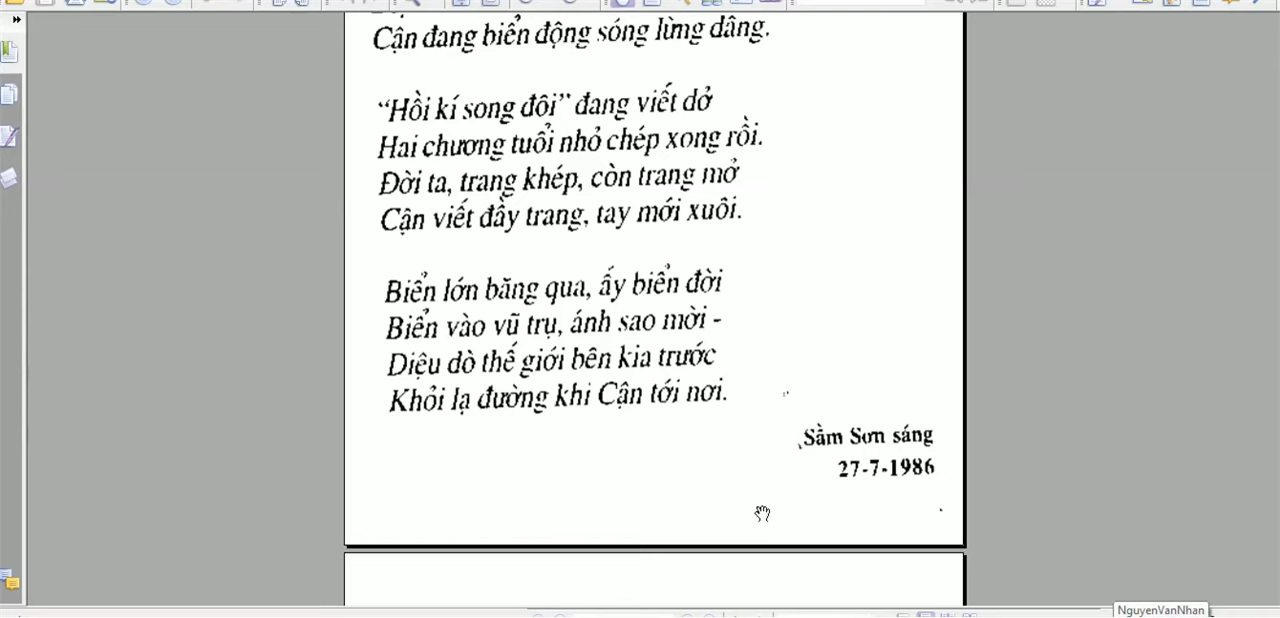 Cận đang biển động sóng lừng dâng.
“Hồi kí song đôi” đang viết dở
Hai chương tuổi nhỏ chép xong rồi.
Đời ta, trang khép, còn trang mở
Cận viết đầy trang, tay mới xuôi.
Biển lớn băng qua, ấy biển đời
Biển vào vũ trụ, ánh sao mời -
Diệu dò thế giới bên kia trước
Khỏi lạ đường khi Cận tới nơi.
Sầm Sơn sáng
27-7-1986
NguyenVanNhan